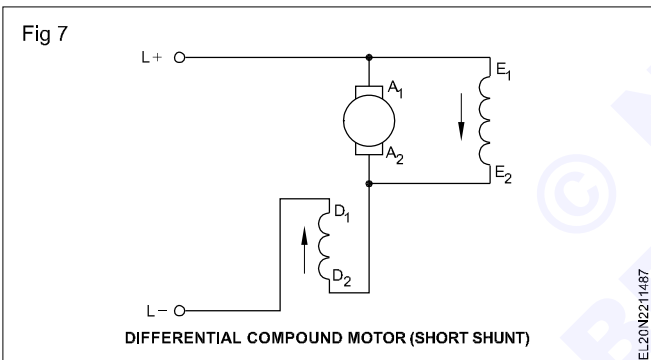 Fig 7
L+
A1
A2
E1
E2
D1
D2
L–
DIFFERENTIAL COMPOUND MOTOR (SHORT SHUNT)
EL20N2211487
©